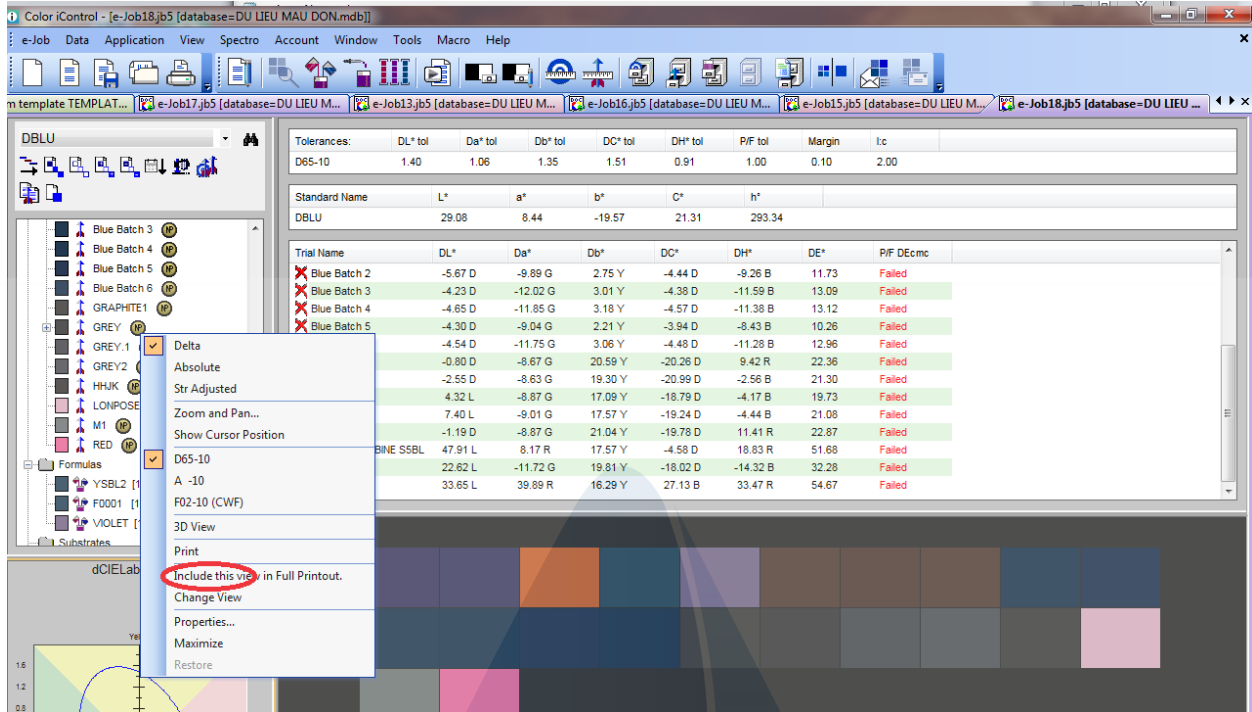 Color iControl - [e-Job18.jb5 [database=DU LIEU MAU DON.mdb]]
e-Job Data Application View Spectro Account Window Tools Macro Help
m template TEMPLAT... e-Job17.jb5 [database=DU LIEU M... e-Job13.jb5 [database=DU LIEU M... e-Job16.jb5 [database=DU LIEU M... e-Job15.jb5 [database=DU LIEU M... e-Job18.jb5 [database=DU LIEU ...
DBLU
Blue Batch 3 NP
Blue Batch 4 NP
Blue Batch 5 NP
Blue Batch 6 NP
GRAPHITE1 NP
GREY NP
GREY.1
GREY2
HHJK NP
LONPOSE
M1 NP
RED NP
Formulas
YSBL2 [1
F0001 [1
VIOLET [
Substrates
Tolerances: DL* tol Da* tol Db* tol DC* tol DH* tol P/F tol Margin l:c
D65-10 1.40 1.06 1.35 1.51 0.91 1.00 0.10 2.00
Standard Name L* a* b* C* h°
DBLU 29.08 8.44 -19.57 21.31 293.34
Trial Name DL* Da* Db* DC* DH* DE* P/F DEcmc
Blue Batch 2 -5.67 D -9.89 G 2.75 Y -4.44 D -9.26 B 11.73 Failed
Blue Batch 3 -4.23 D -12.02 G 3.01 Y -4.38 D -11.59 B 13.09 Failed
Blue Batch 4 -4.65 D -11.85 G 3.18 Y -4.57 D -11.38 B 13.12 Failed
Blue Batch 5 -4.30 D -9.04 G 2.21 Y -3.94 D -8.43 B 10.26 Failed
-4.54 D -11.75 G 3.06 Y -4.48 D -11.28 B 12.96 Failed
-0.80 D -8.67 G 20.59 Y -20.26 D 9.42 R 22.36 Failed
-2.55 D -8.63 G 19.30 Y -20.99 D -2.56 B 21.30 Failed
4.32 L -8.87 G 17.09 Y -18.79 D -4.17 B 19.73 Failed
7.40 L -9.01 G 17.57 Y -19.24 D -4.44 B 21.08 Failed
-1.19 D -8.87 G 21.04 Y -19.78 D 11.41 R 22.87 Failed
BINE S5BL 47.91 L 8.17 R 17.57 Y -4.58 D 18.83 R 51.68 Failed
22.62 L -11.72 G 19.81 Y -18.02 D -14.32 B 32.28 Failed
33.65 L 39.89 R 16.29 Y 27.13 B 33.47 R 54.67 Failed
Delta
Absolute
Str Adjusted
Zoom and Pan...
Show Cursor Position
D65-10
A -10
F02-10 (CWF)
3D View
Print
Include this view in Full Printout.
Change View
Properties...
Maximize
Restore
dCIELab
Yel
1.6
1.2
0.8